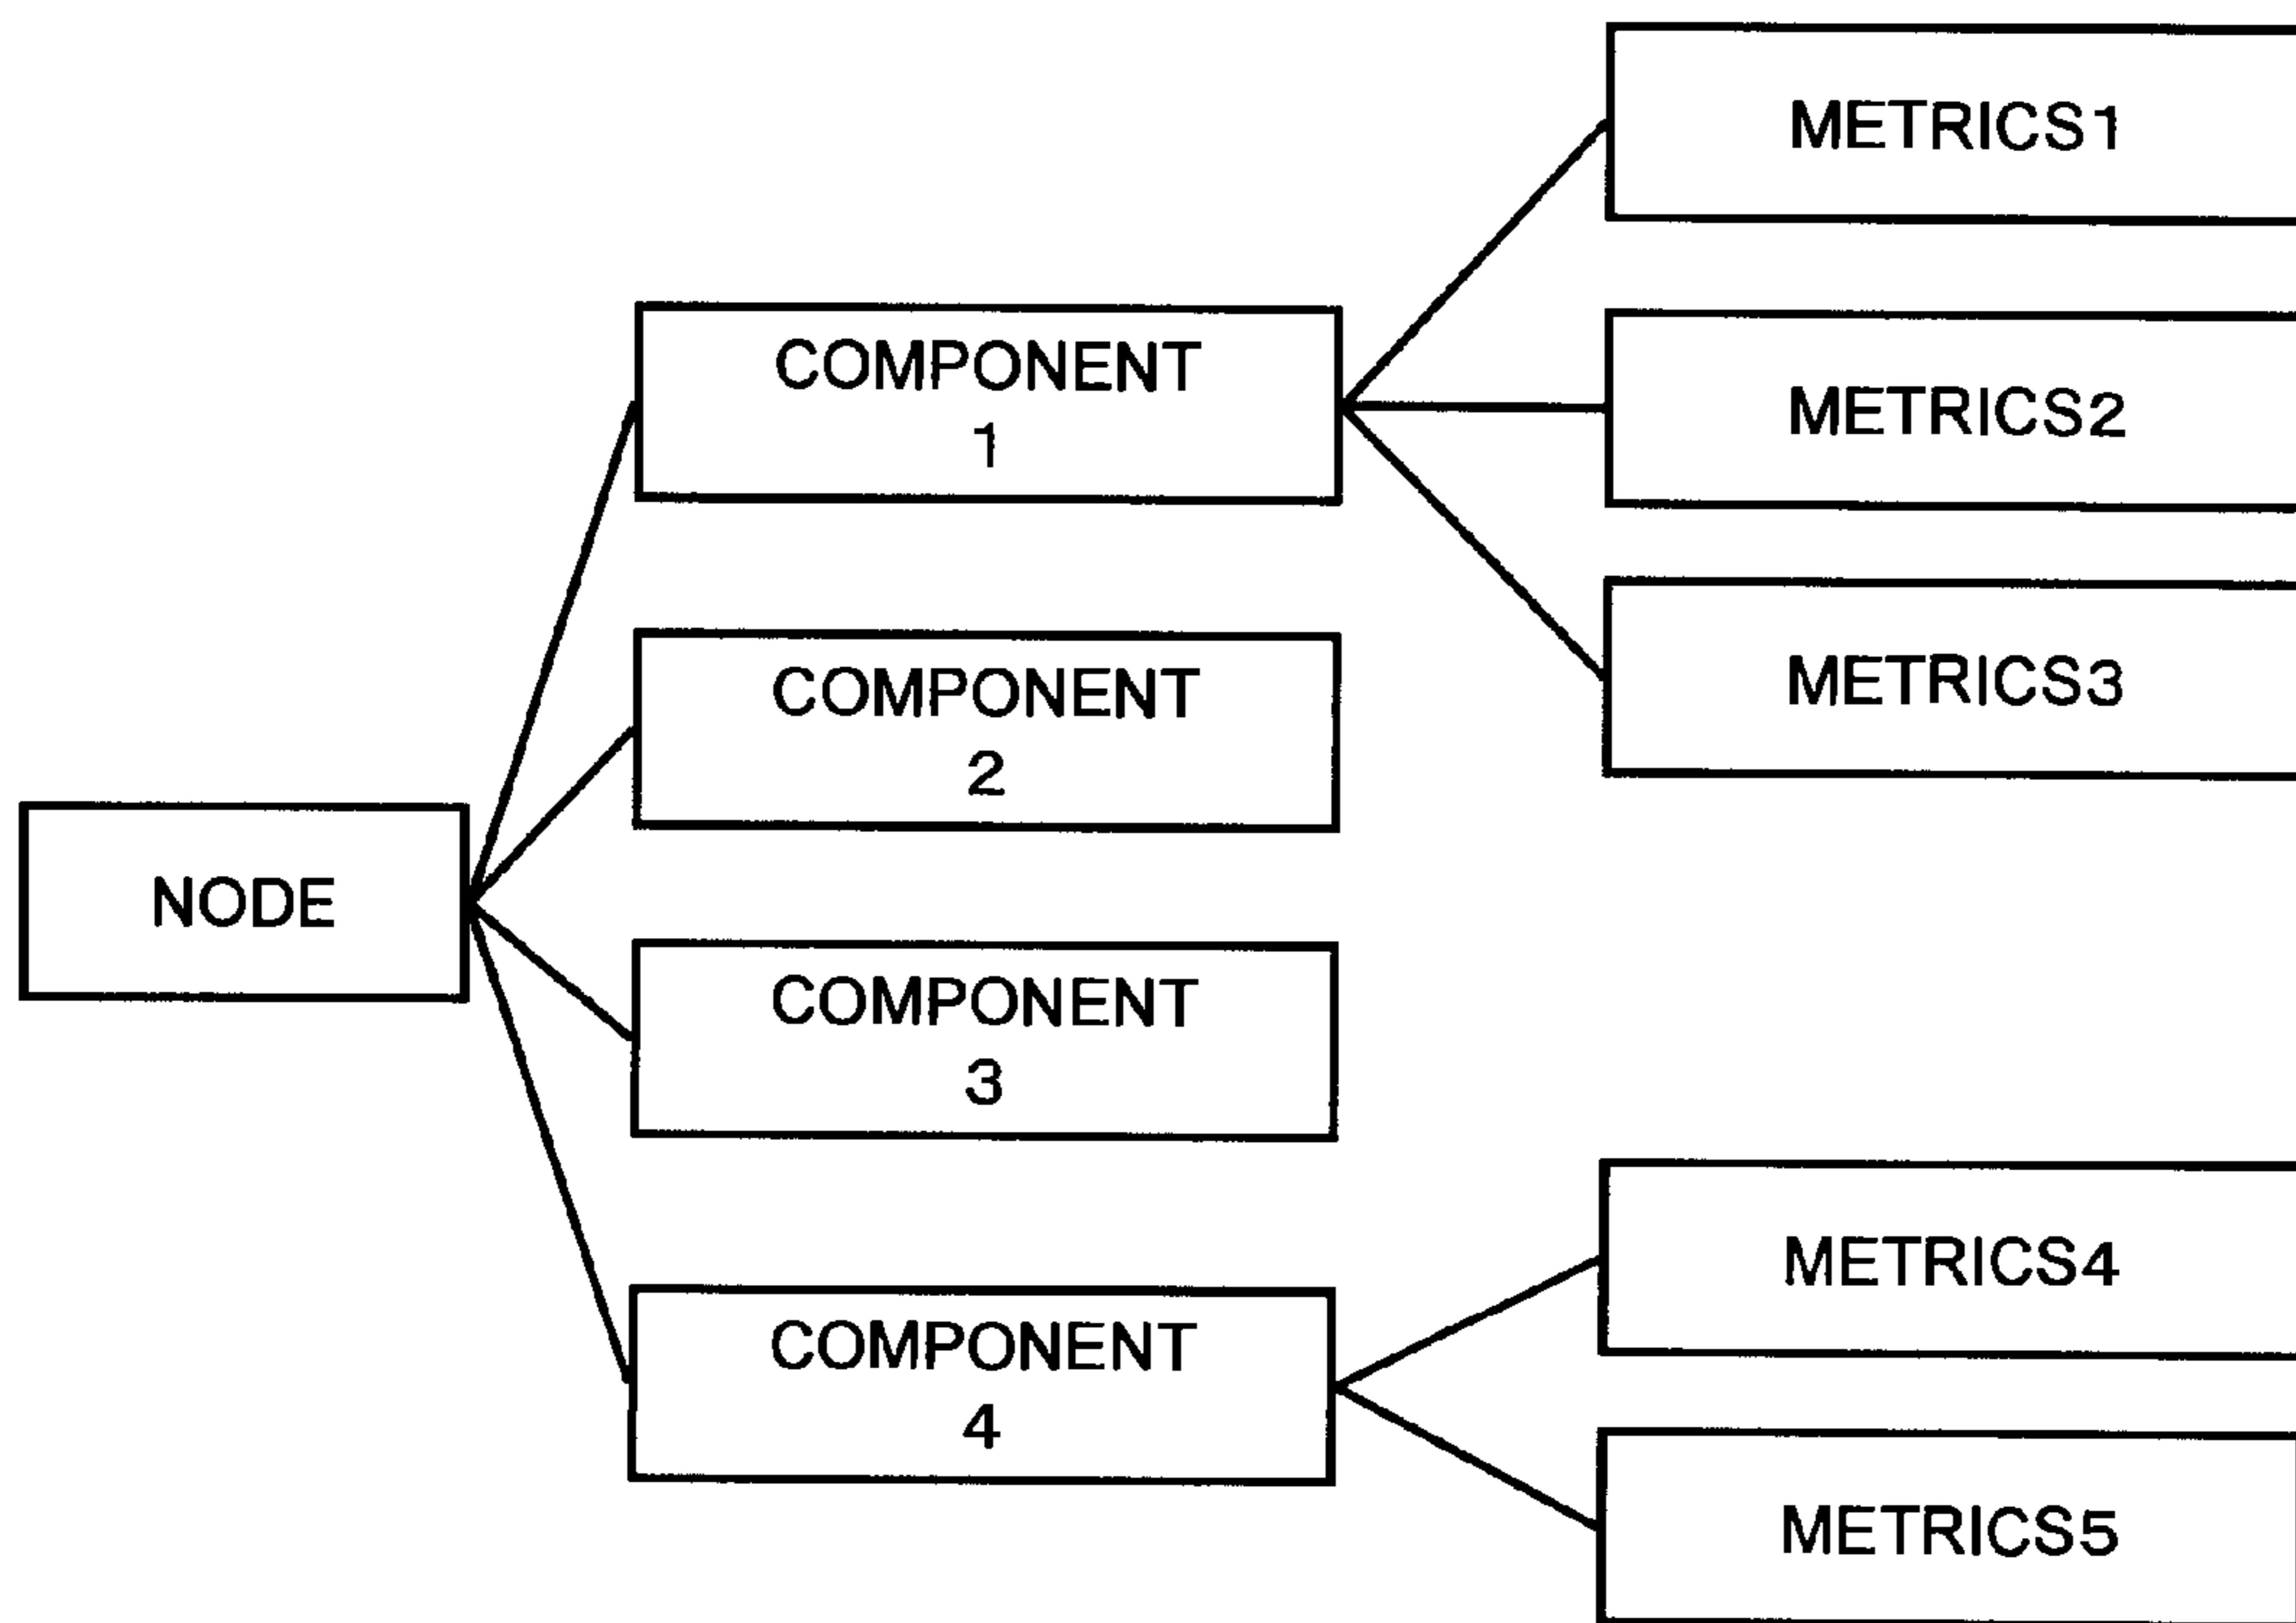 METRICS1
COMPONENT
1
METRICS2
METRICS3
COMPONENT
2
NODE
COMPONENT
3
METRICS4
COMPONENT
4
METRICS5